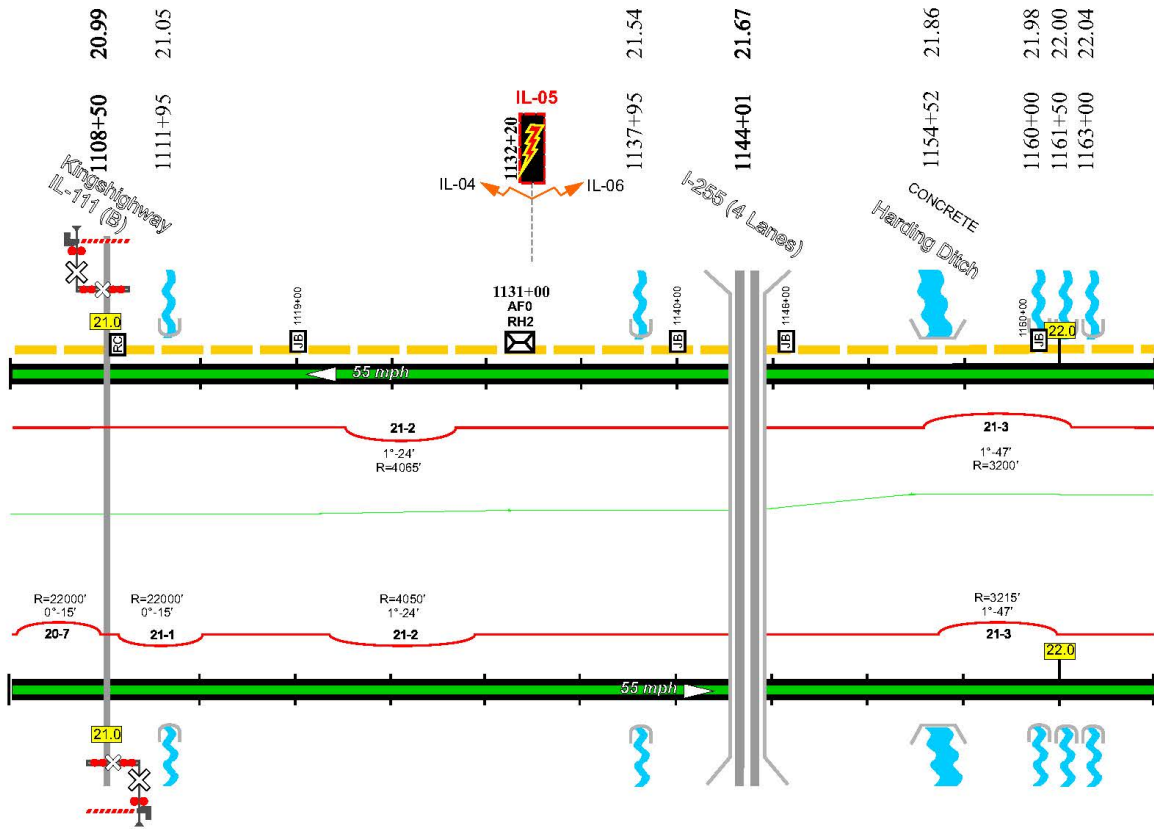 20.99
21.05
21.54
21.67
21.86
21.98
22.00
22.04
1108+50
1111+95
1137+95
1144+01
1154+52
1160+00
1161+50
1163+00
IL-05
1132+20
IL-04
IL-06
Kingshighway
IL-111 (B)
I-255 (4 Lanes)
CONCRETE
Harding Ditch
21.0
RC
JB
1119+00
1131+00
AF0
RH2
JB
1140+00
JB
1146+00
JB
1160+00
22.0
55 mph
21-2
1°-24'
R=4065'
21-3
1°-47'
R=3200'
R=22000'
0°-15'
20-7
R=22000'
0°-15'
21-1
R=4050'
1°-24'
21-2
R=3215'
1°-47'
21-3
22.0
55 mph
21.0